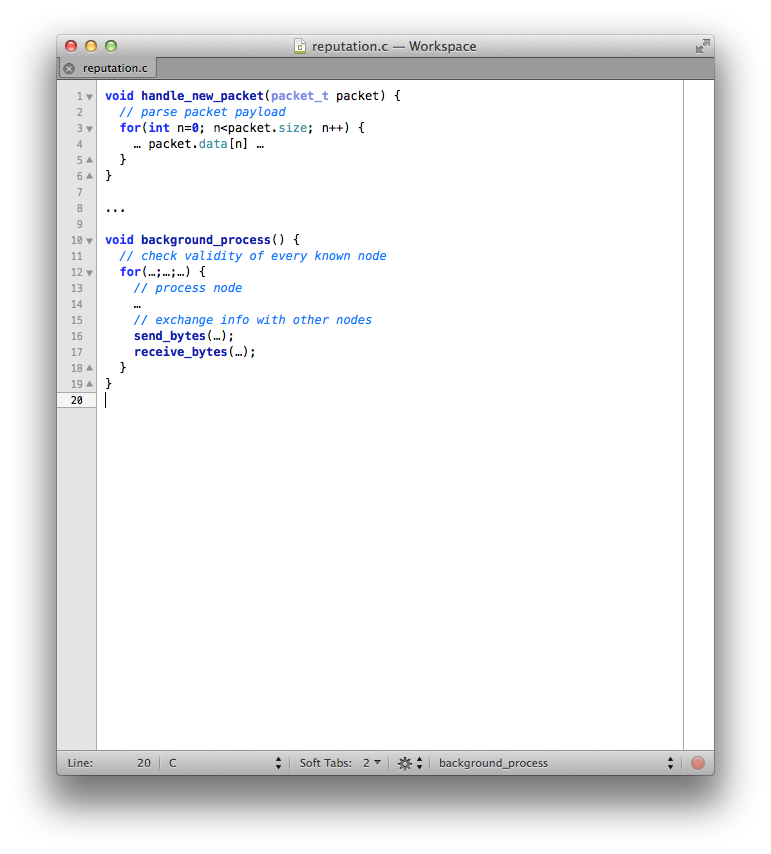 reputation.c — Workspace
reputation.c
1 void handle_new_packet(packet_t packet) {
2   // parse packet payload
3   for(int n=0; n<packet.size; n++) {
4     … packet.data[n] …
5   }
6 }
7
8 ...
9
10 void background_process() {
11   // check validity of every known node
12   for(…;…;…) {
13     // process node
14     …
15     // exchange info with other nodes
16     send_bytes(…);
17     receive_bytes(…);
18   }
19 }
20
Line: 20 C Soft Tabs: 2 background_process